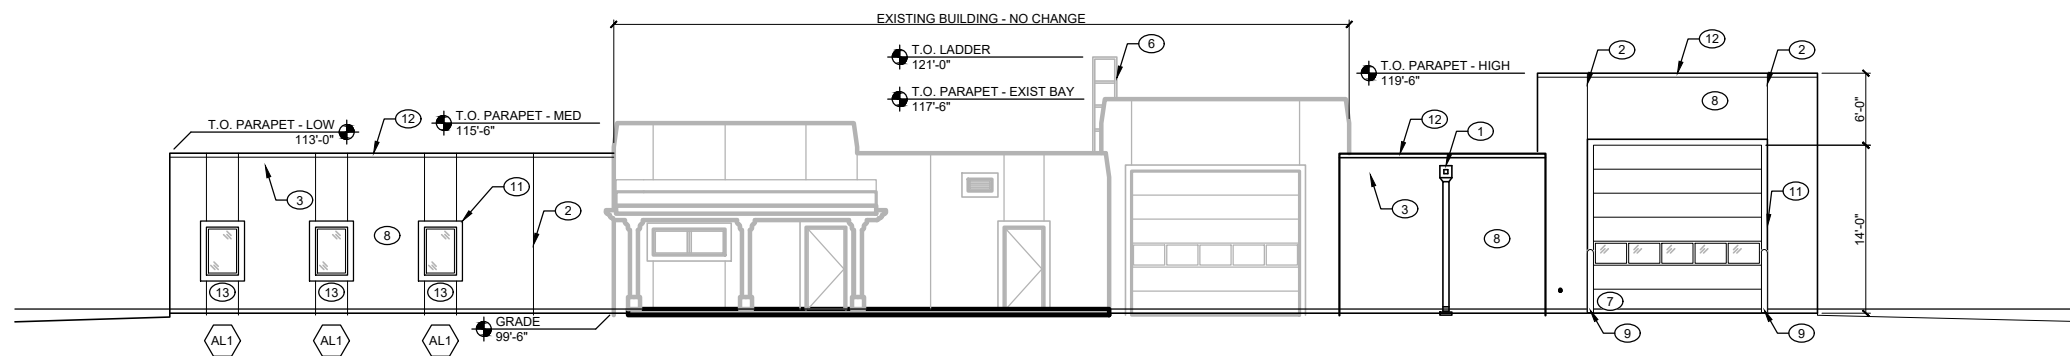 EXISTING BUILDING - NO CHANGE
T.O. LADDER
121'-0"
6
2
12
2
T.O. PARAPET - HIGH
119'-6"
T.O. PARAPET - EXIST BAY
117'-6"
8
6'-0"
T.O. PARAPET - LOW
113'-0"
12
T.O. PARAPET - MED
115'-6"
12
1
3
11
2
3
11
8
8
14'-0"
13
13
13
7
GRADE
99'-6"
9
9
AL1
AL1
AL1